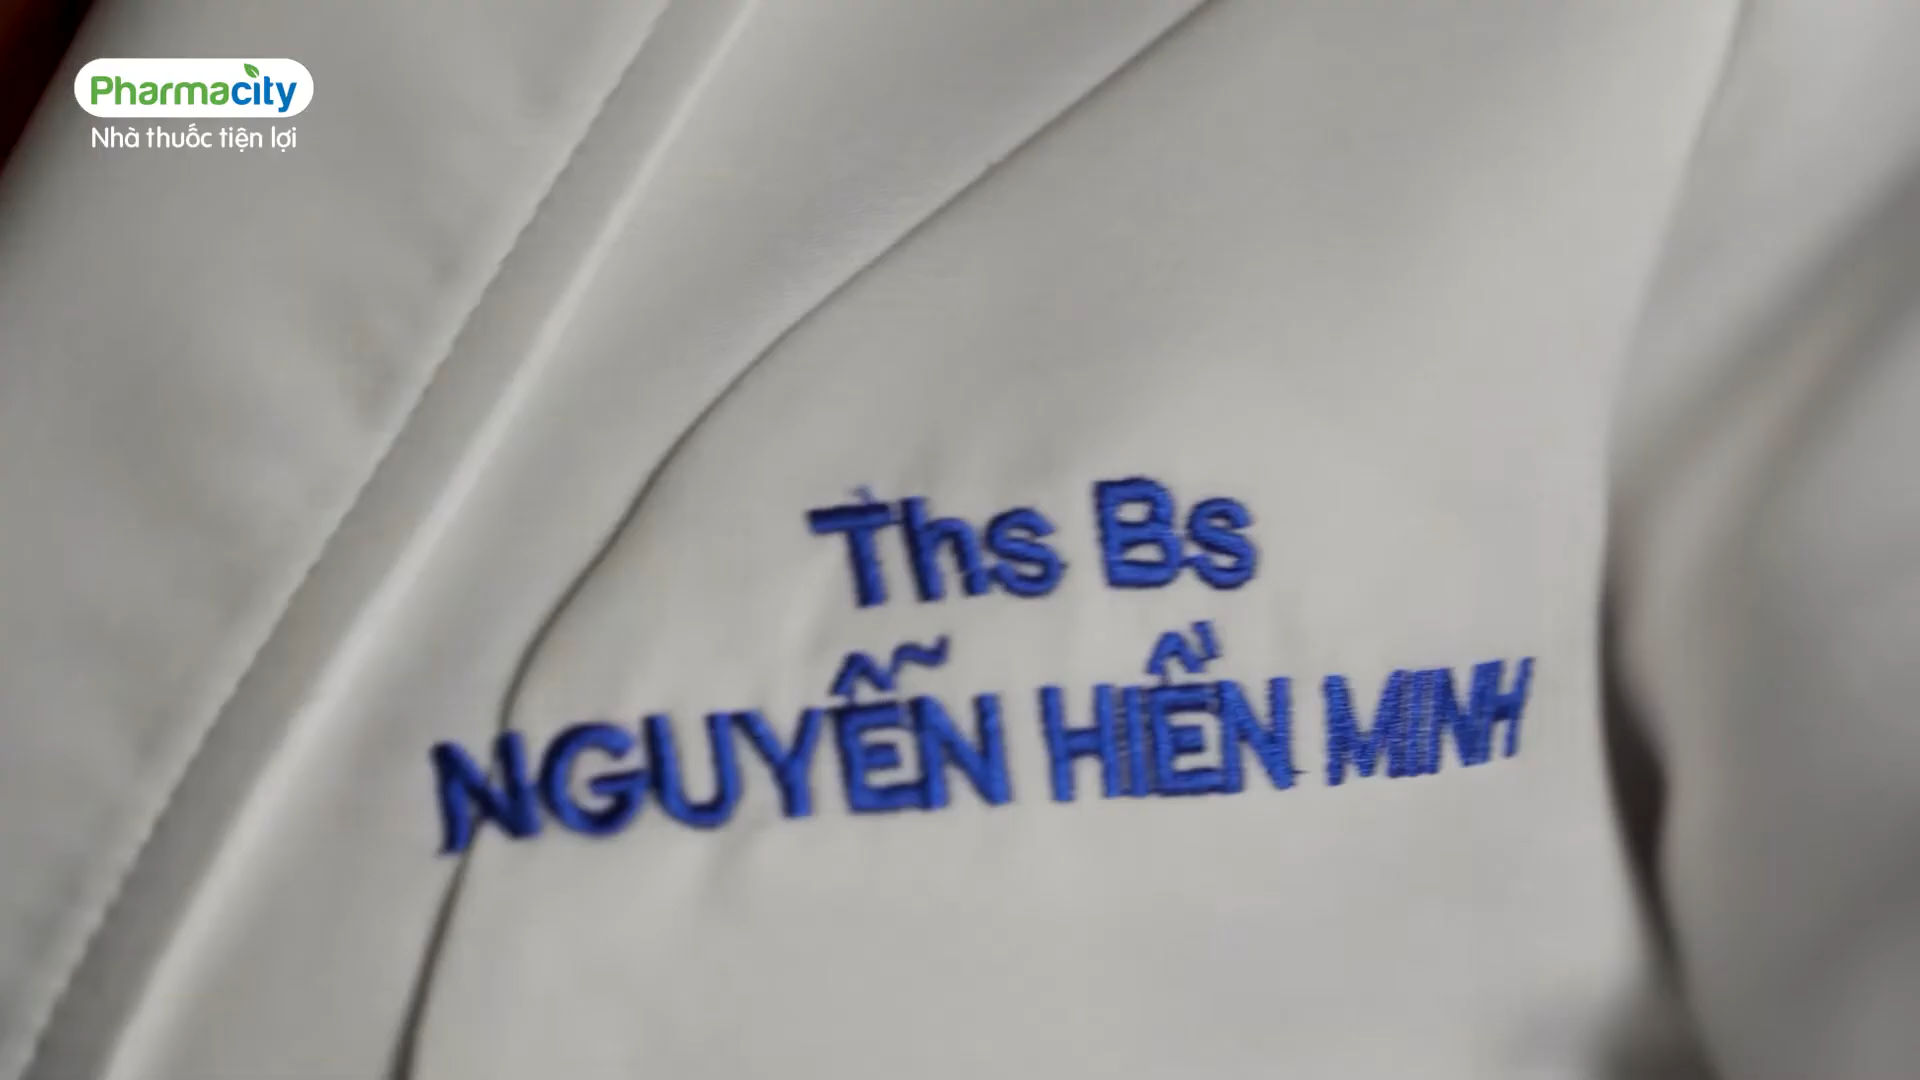 Pharmacity
Nhà thuốc tiện lợi
Ths Bs
NGUYỄN HIỀN MINH